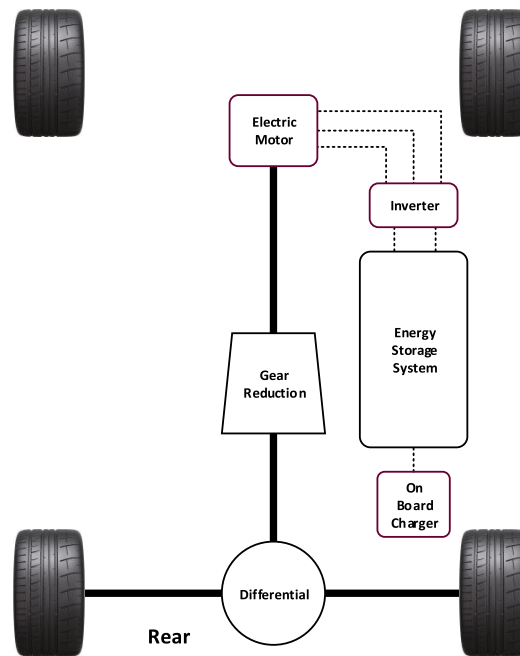 Electric
Motor
Inverter
Energy
Storage
System
Gear
Reduction
On
Board
Charger
Differential
Rear